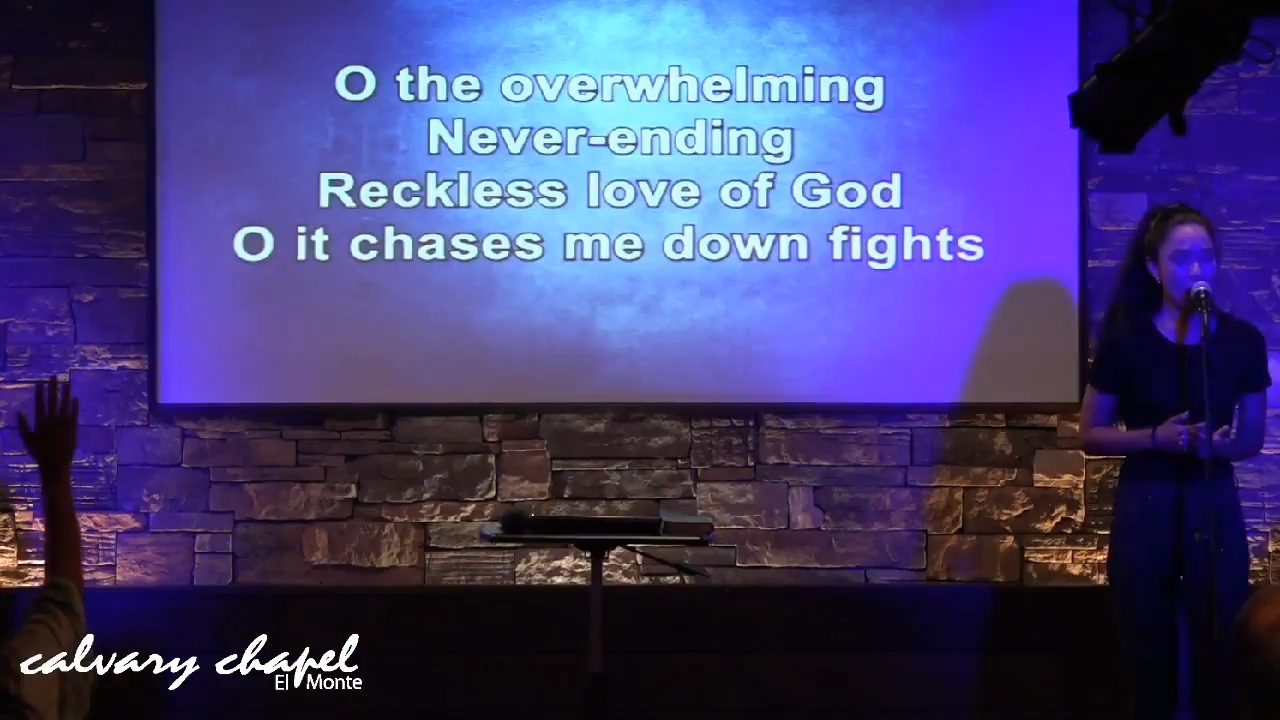 O the overwhelming
Never-ending
Reckless love of God
O it chases me down fights
calvary chapel
El Monte